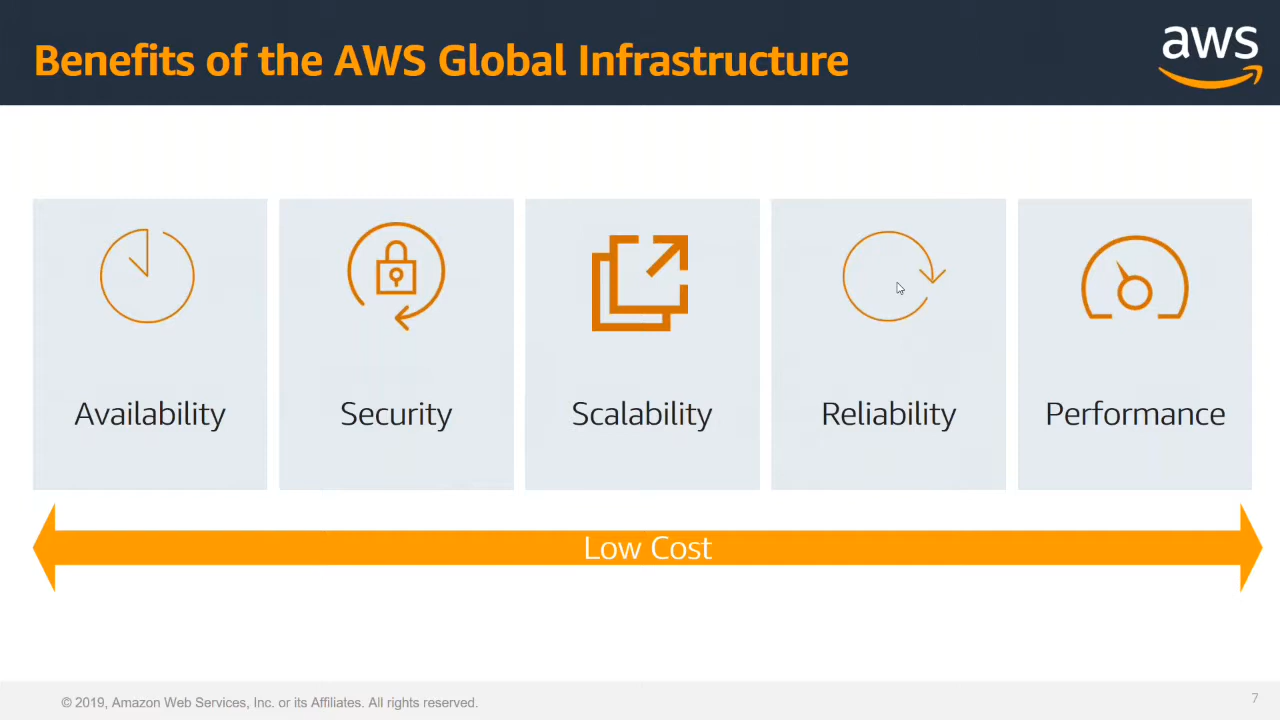 Benefits of the AWS Global Infrastructure
aws
Availability
Security
Scalability
Reliability
Performance
Low Cost
© 2019, Amazon Web Services, Inc. or its Affiliates. All rights reserved.
7